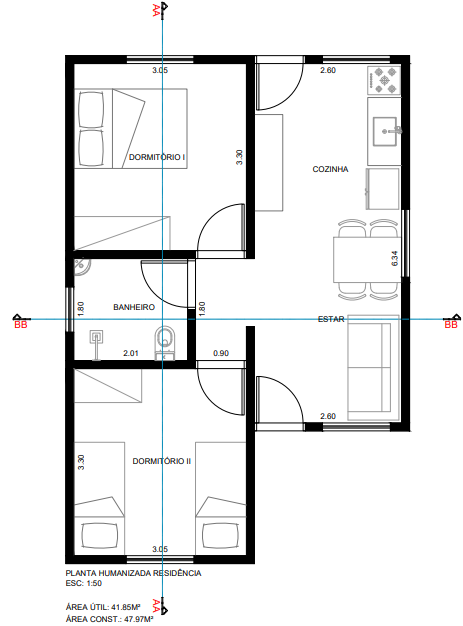 AA
3.05
2.60
DORMITÓRIO I
3.30
COZINHA
6.34
BANHEIRO
1.80
1.80
BB
ESTAR
BB
2.01
0.90
2.60
DORMITÓRIO II
3.30
3.05
PLANTA HUMANIZADA RESIDÊNCIA
ESC: 1:50
AA
ÁREA ÚTIL: 41.85M²
ÁREA CONST.: 47.97M²